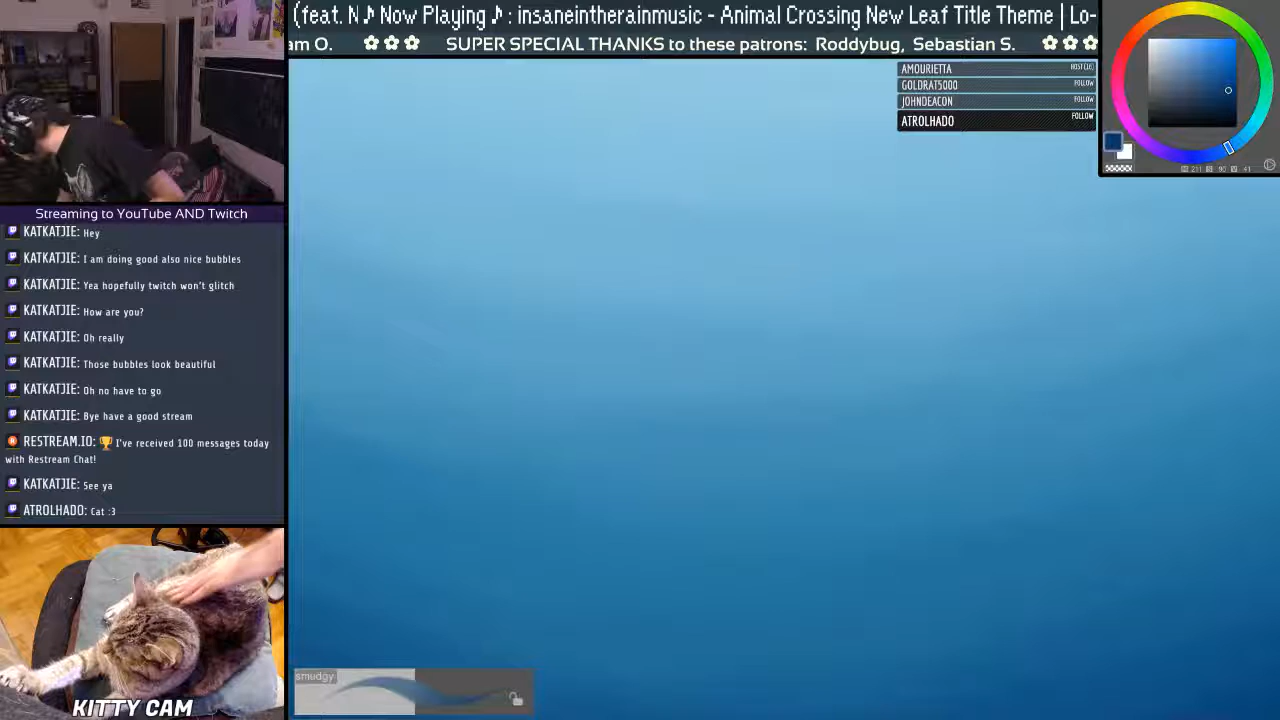 (feat. N♪ Now Playing ♪ : insaneintherainmusic - Animal Crossing New Leaf Title Theme | Lo-
am O. ✿ ✿ ✿ SUPER SPECIAL THANKS to these patrons: Roddybug, Sebastian S. ✿ ✿ ✿
AMOURIETTA HOST(16)
GOLDRAT5000 FOLLOW
JOHNDEACON FOLLOW
ATROLHADO FOLLOW
Streaming to YouTube AND Twitch
KATKATJIE: Hey
KATKATJIE: I am doing good also nice bubbles
KATKATJIE: Yea hopefully twitch won't glitch
KATKATJIE: How are you?
KATKATJIE: Oh really
KATKATJIE: Those bubbles look beautiful
KATKATJIE: Oh no have to go
KATKATJIE: Bye have a good stream
RESTREAM.IO: 🏆 I've received 100 messages today
with Restream Chat!
KATKATJIE: See ya
ATROLHADO: Cat :3
smudgy
KITTY CAM